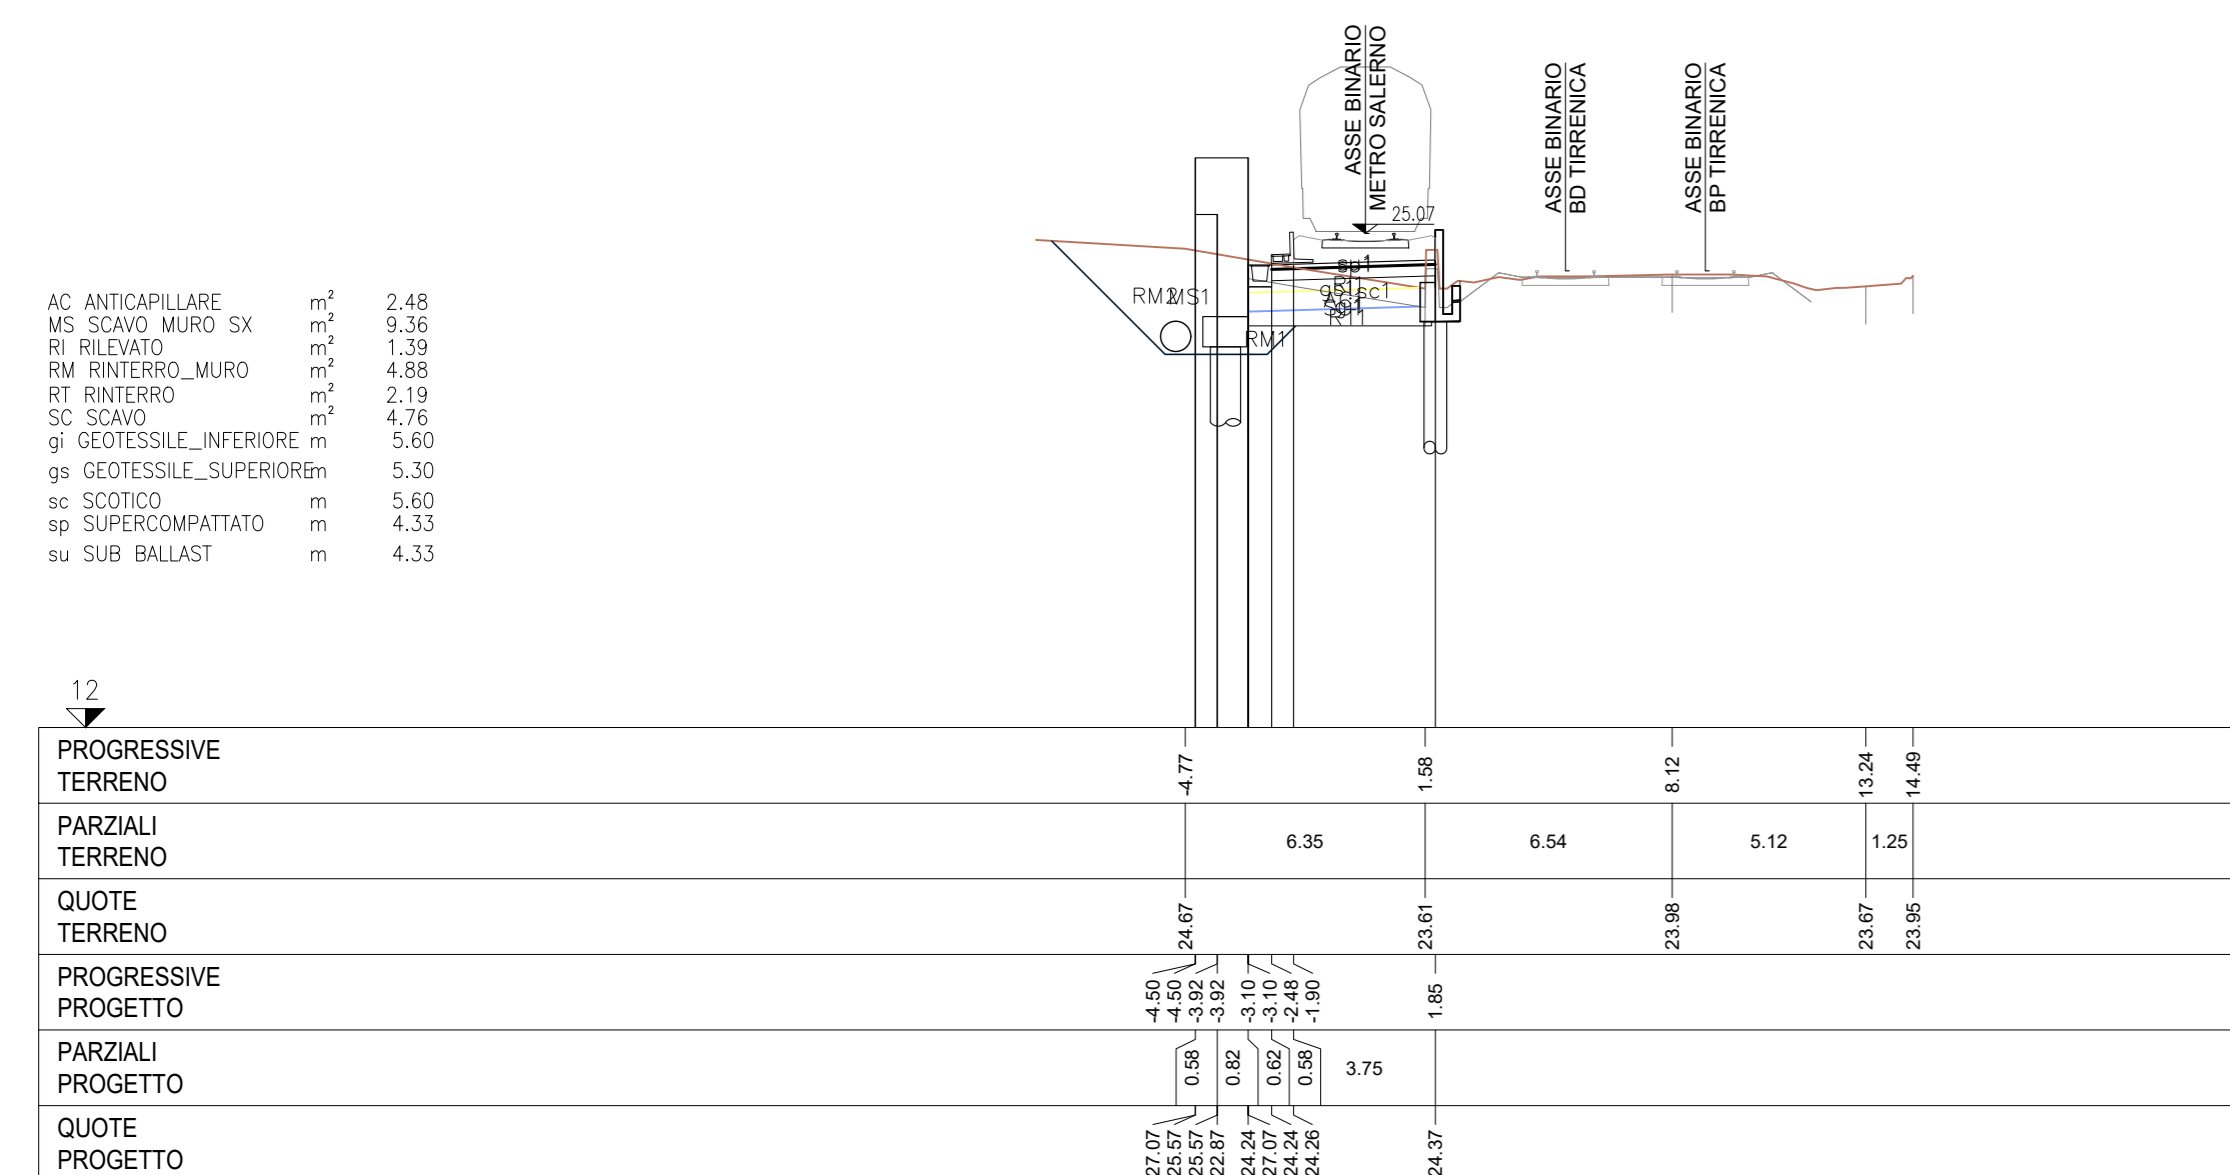 ASSE BINARIO
METRO SALERNO
ASSE BINARIO
BD TIRRENICA
ASSE BINARIO
BP TIRRENICA
25.07
sp1
gs1
sc1
RM2
MS1
RM1
AC ANTICAPILLARE m² 2.48
MS SCAVO MURO SX m² 9.36
RI RILEVATO m² 1.39
RM RINTERRO_MURO m² 4.88
RT RINTERRO m² 2.19
SC SCAVO m² 4.76
gi GEOTESSILE_INFERIORE m 5.60
gs GEOTESSILE_SUPERIORE m 5.30
sc SCOTICO m 5.60
sp SUPERCOMPATTATO m 4.33
su SUB BALLAST m 4.33
12
PROGRESSIVE
TERRENO
-4.77 1.58 8.12 13.24 14.49
PARZIALI
TERRENO
6.35 6.54 5.12 1.25
QUOTE
TERRENO
24.67 23.61 23.98 23.67 23.95
PROGRESSIVE
PROGETTO
-4.50 -4.50 -3.92 -3.92 -3.10 -3.10 -2.48 -1.90 1.85
PARZIALI
PROGETTO
0.58 0.82 0.62 0.58 3.75
QUOTE
PROGETTO
27.07 25.57 25.57 22.87 24.24 27.07 24.24 24.26 24.37